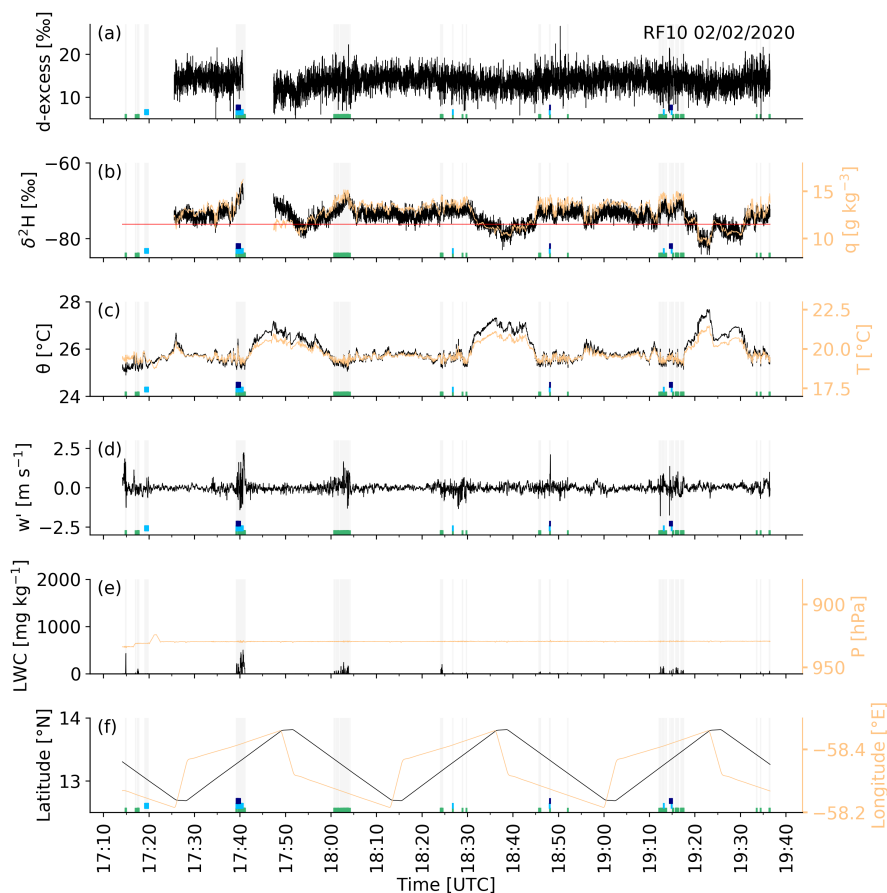 (a)
RF10 02/02/2020
d-excess [‰]
20
10
(b)
δ²H [‰]
−60
−80
q [g kg⁻³]
15
10
(c)
θ [°C]
28
26
24
T [°C]
22.5
20.0
17.5
(d)
w' [m s⁻¹]
2.5
0.0
−2.5
(e)
LWC [mg kg⁻¹]
2000
1000
0
P [hPa]
900
950
(f)
Latitude [°N]
14
13
Longitude [°E]
−58.4
−58.2
17:10
17:20
17:30
17:40
17:50
18:00
18:10
18:20
18:30
18:40
18:50
19:00
19:10
19:20
19:30
19:40
Time [UTC]